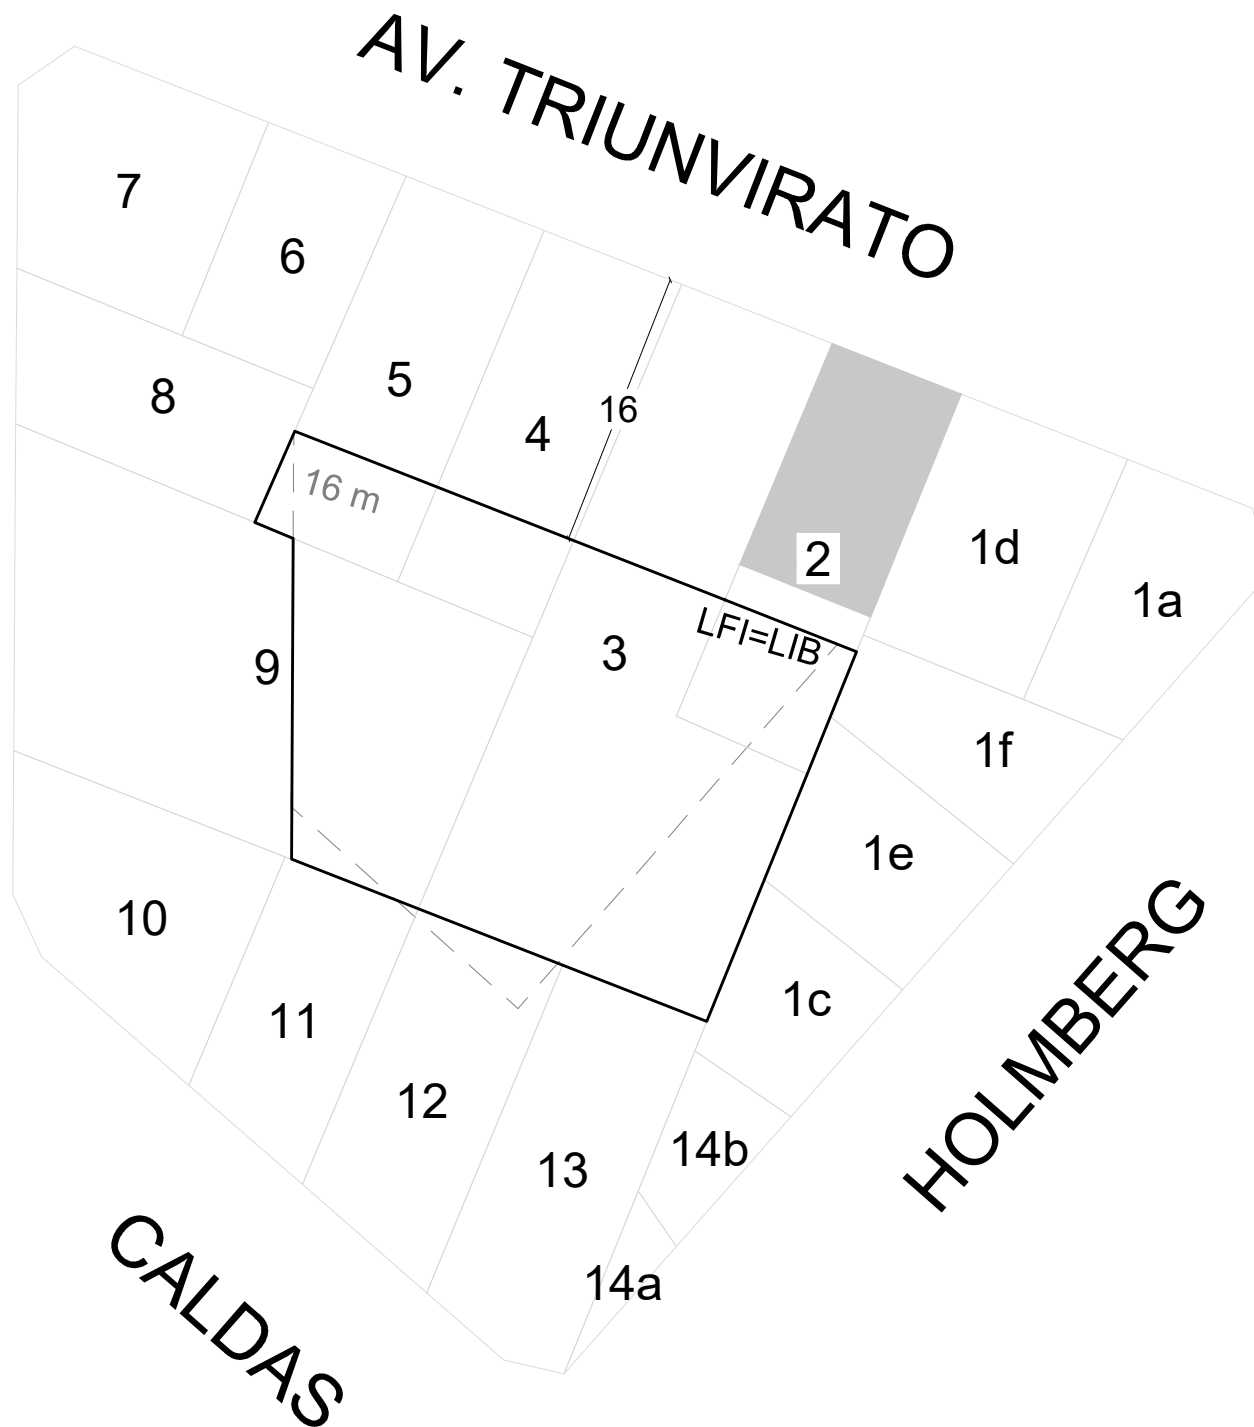 AV. TRIUNVIRATO
7
6
5
4
16
8
16 m
2
1d
1a
LFI=LIB
3
9
1f
1e
10
11
1c
12
14b
13
14a
HOLMBERG
CALDAS